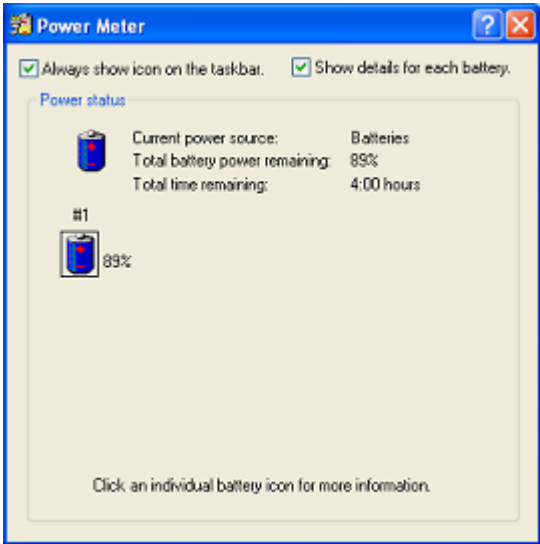 Power Meter
Always show icon on the taskbar. Show details for each battery.
Power status
Current power source: Batteries
Total battery power remaining: 89%
Total time remaining: 4:00 hours
#1
89%
Click an individual battery icon for more information.